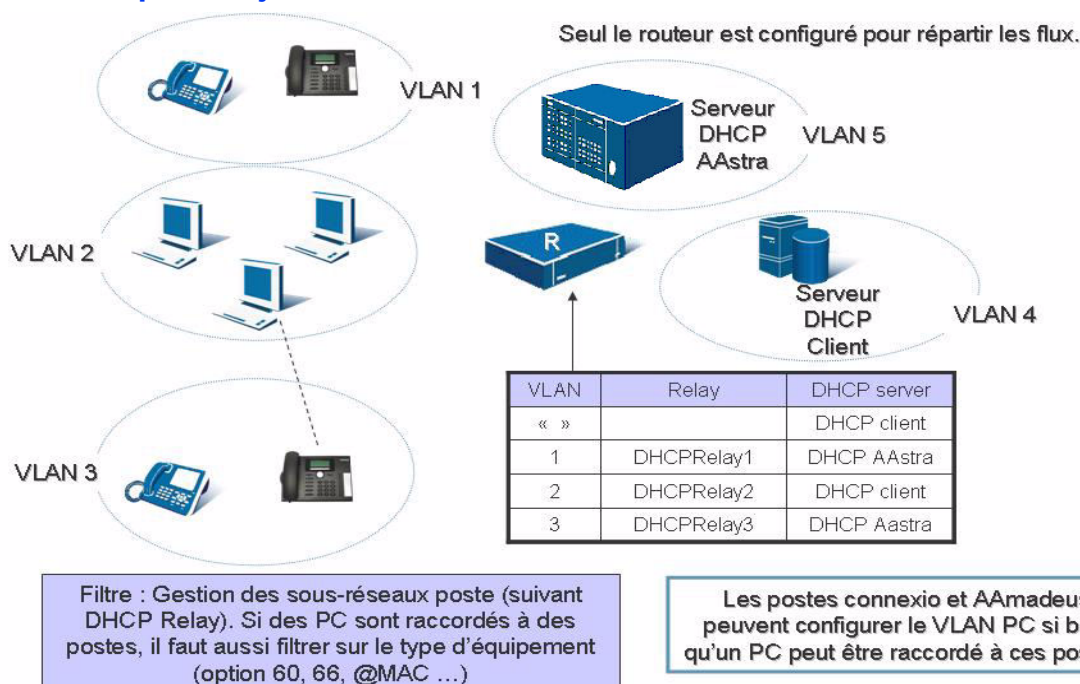 Seul le routeur est configuré pour répartir les flux.
VLAN 1
Serveur
DHCP
AAstra
VLAN 5
VLAN 2
R
Serveur
DHCP
Client
VLAN 4
VLAN Relay DHCP server
« » DHCP client
1 DHCPRelay1 DHCP AAstra
2 DHCPRelay2 DHCP client
3 DHCPRelay3 DHCP Aastra
VLAN 3
Filtre : Gestion des sous-réseaux poste (suivant
DHCP Relay). Si des PC sont raccordés à des
postes, il faut aussi filtrer sur le type d'équipement
(option 60, 66, @MAC ...)
Les postes connexio et AAmadeus
peuvent configurer le VLAN PC si
qu'un PC peut être raccordé à ces